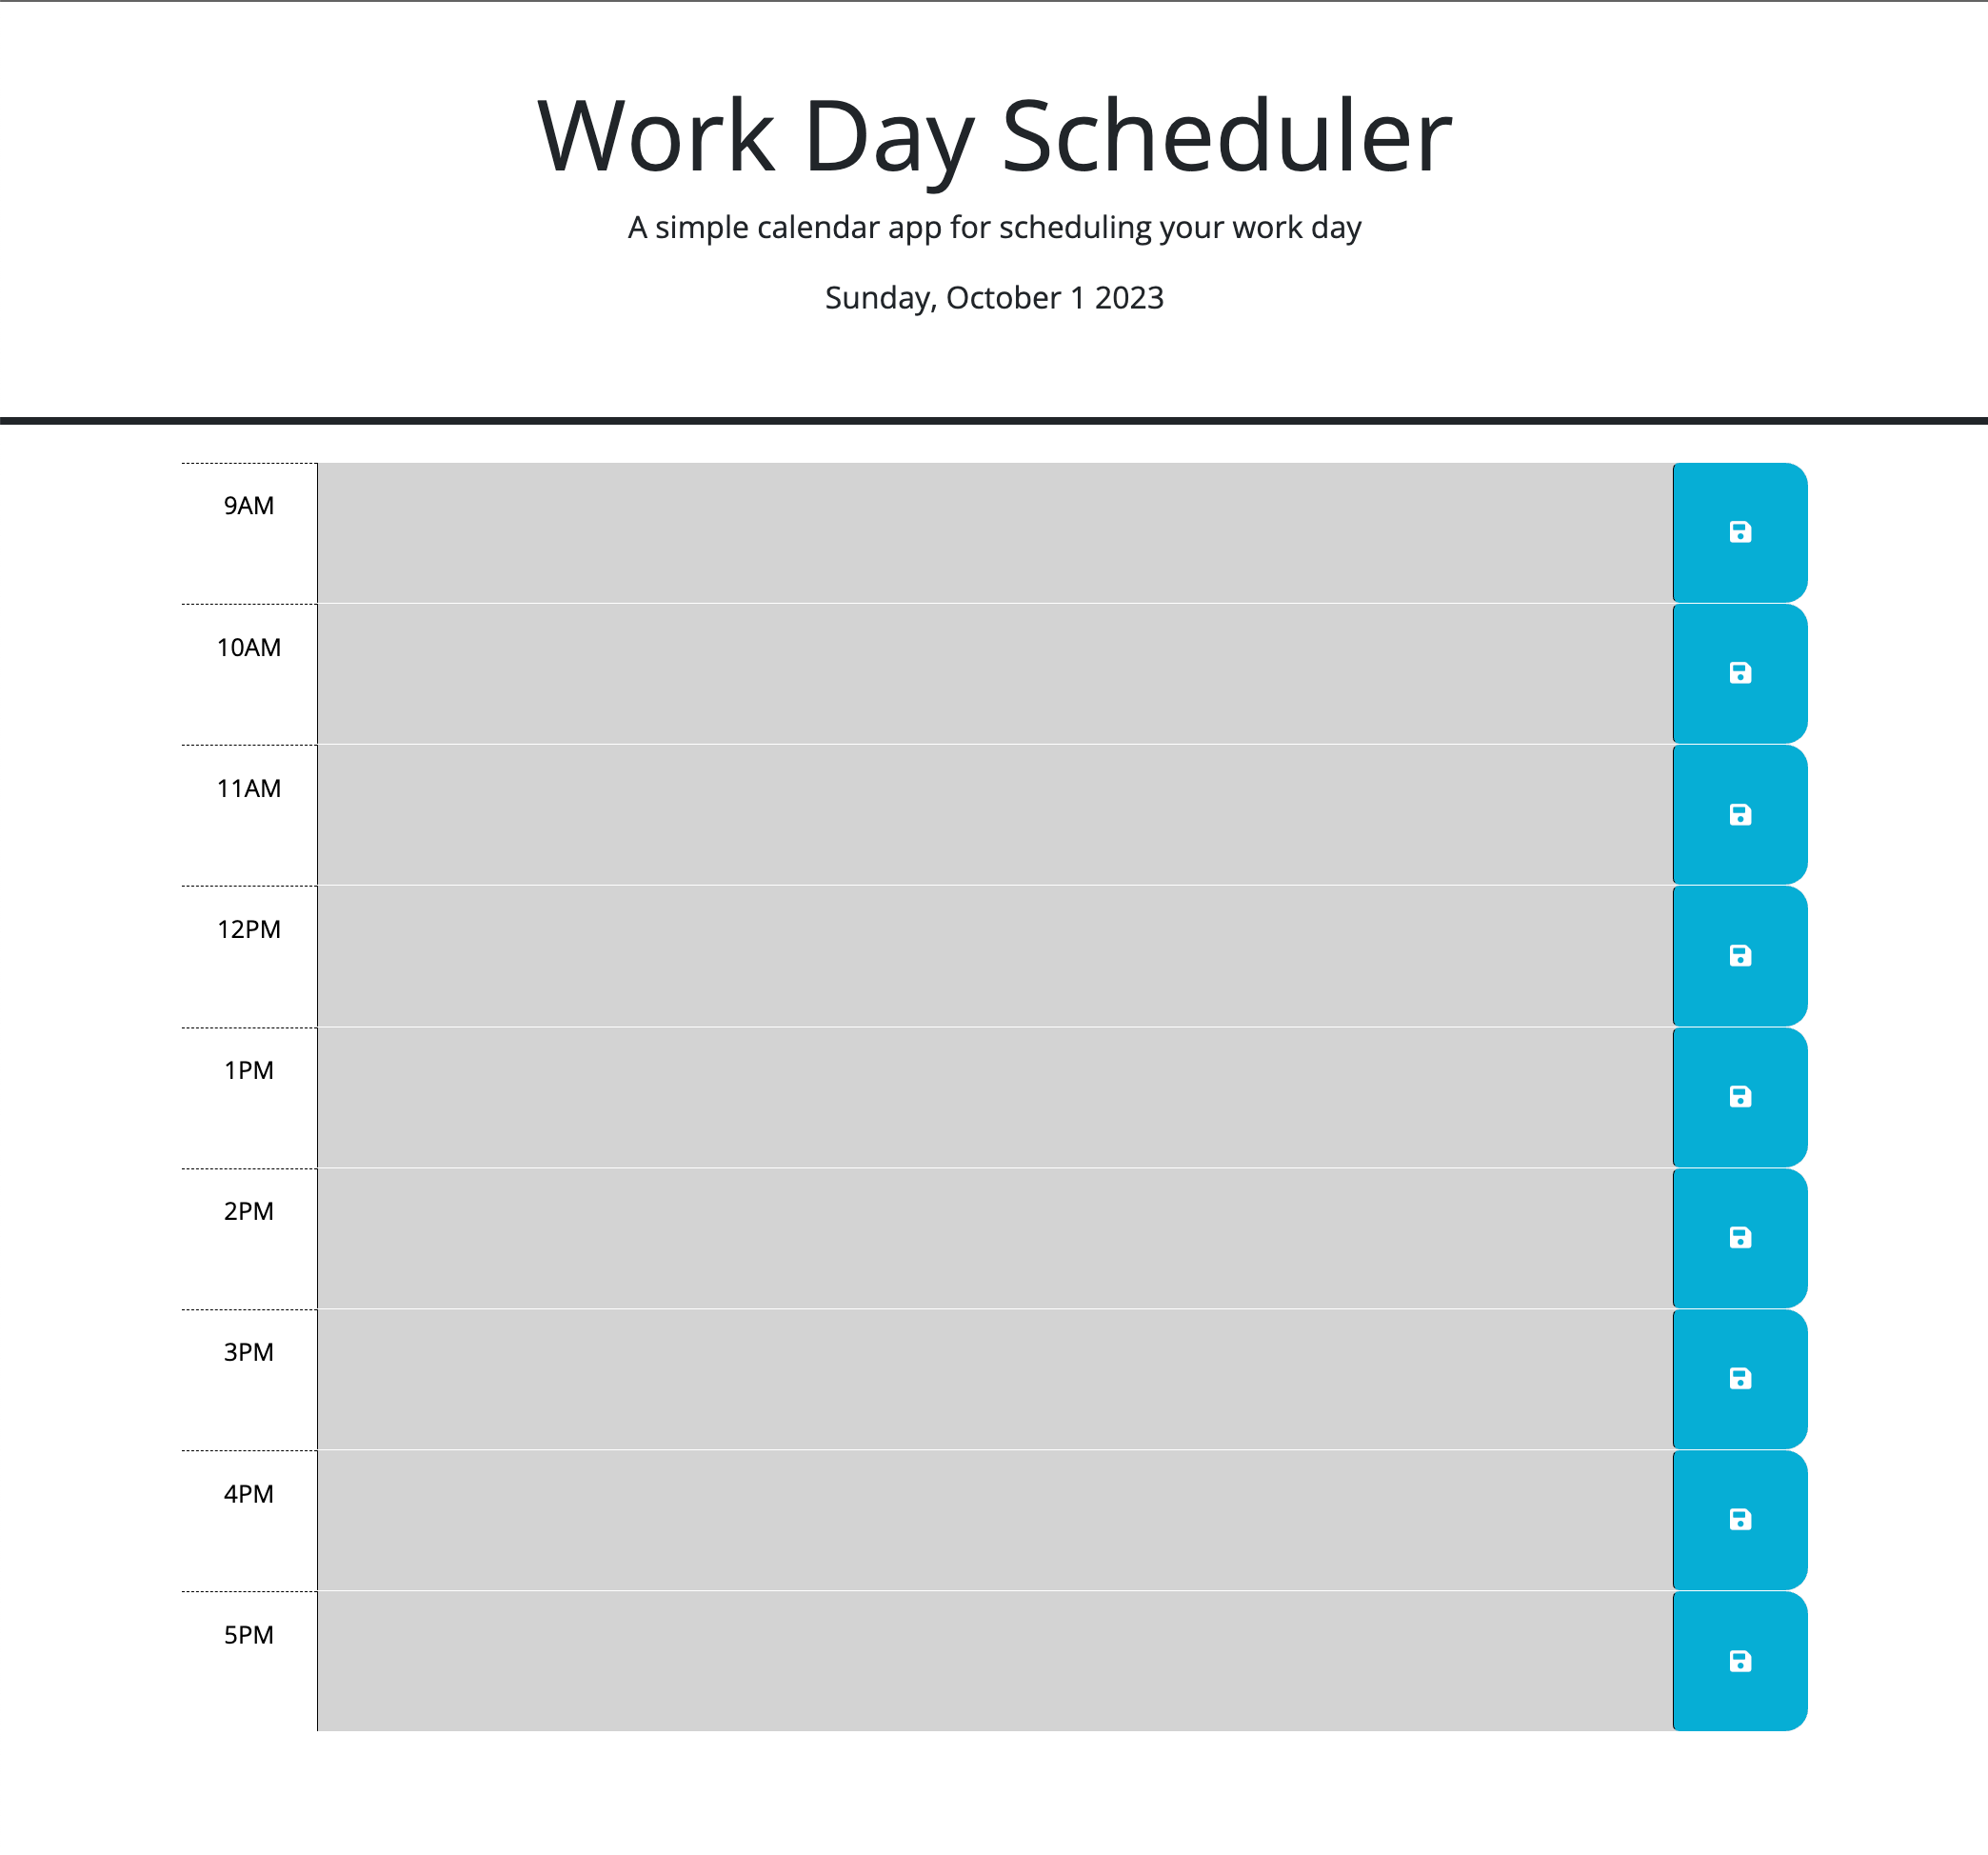 Work Day Scheduler
A simple calendar app for scheduling your work day
Sunday, October 1 2023
9AM
10AM
11AM
12PM
1PM
2PM
3PM
4PM
5PM